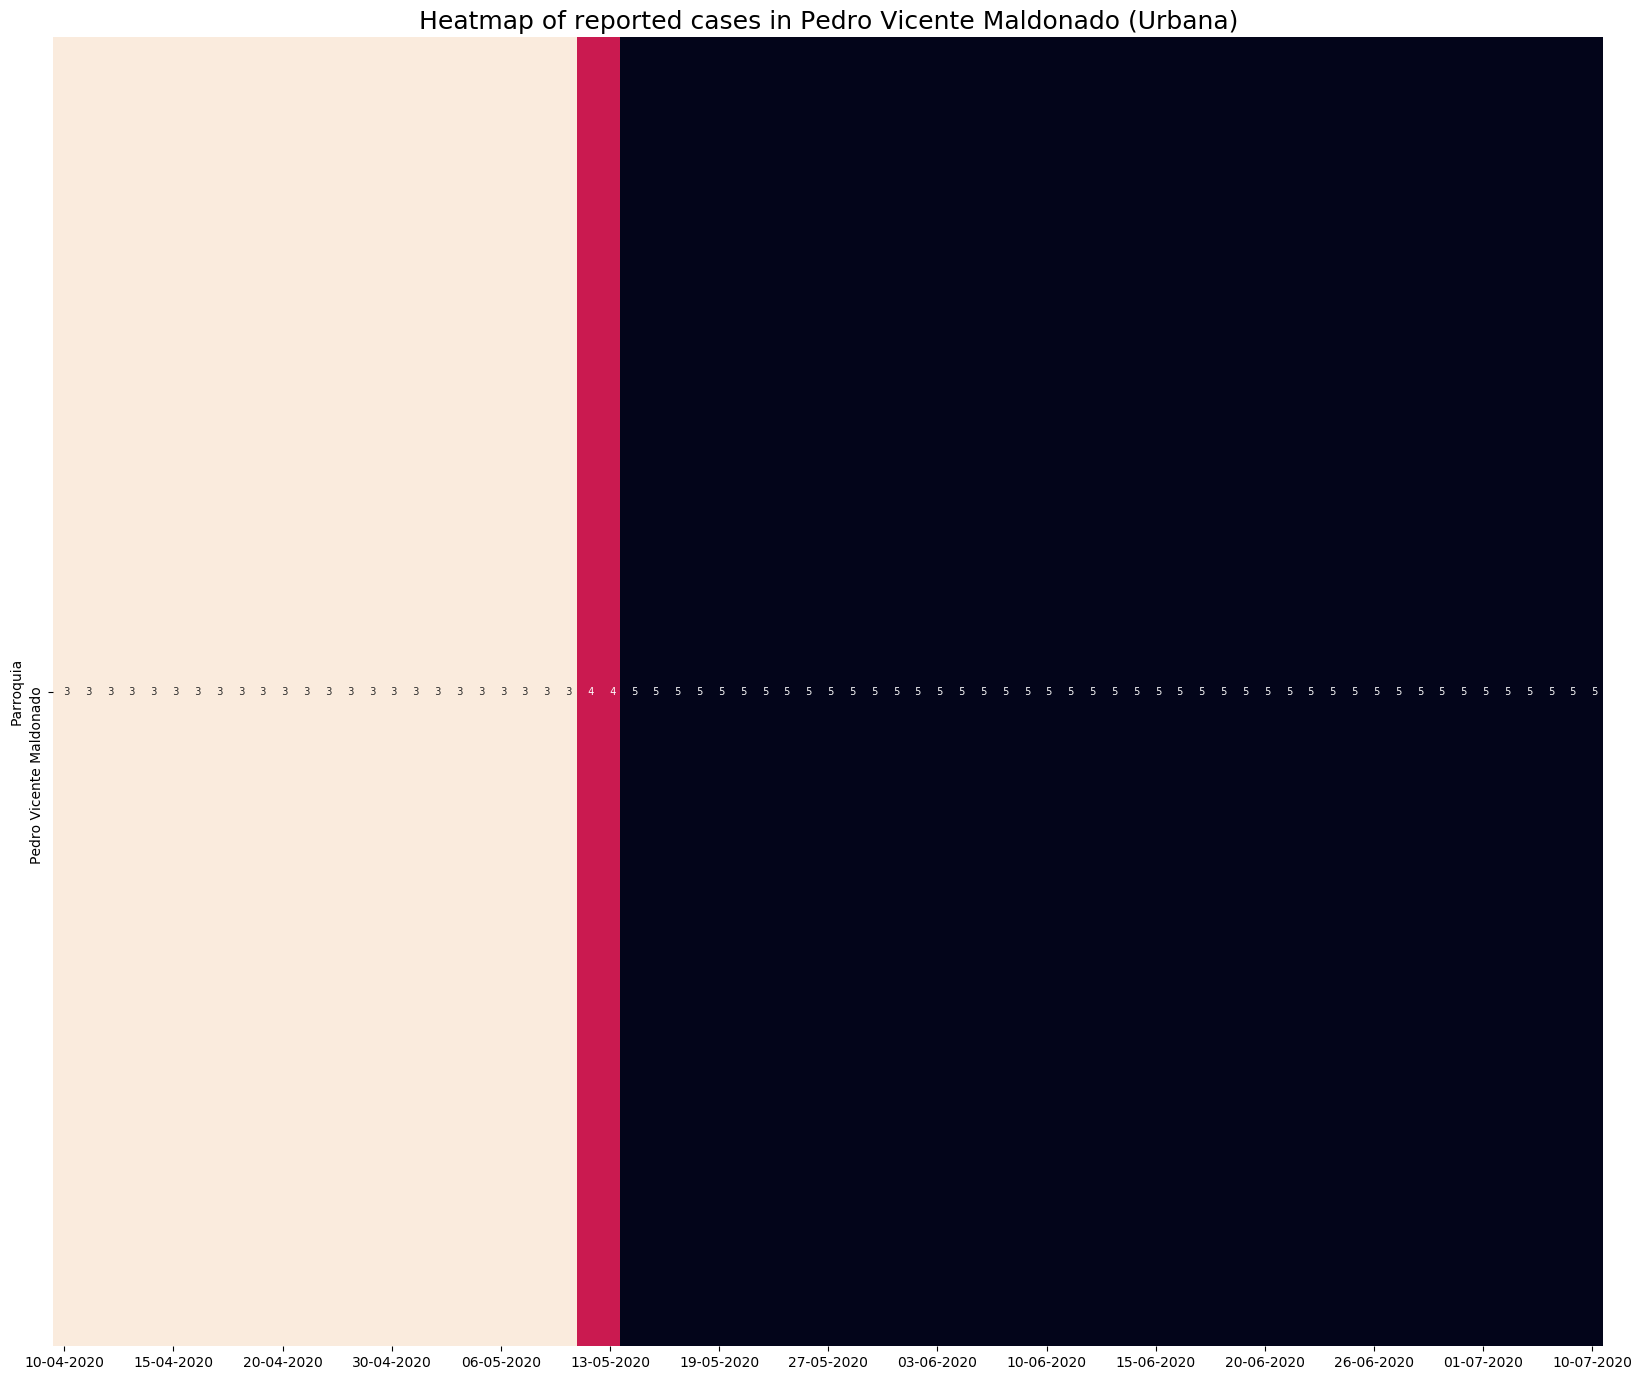 Heatmap of reported cases in Pedro Vicente Maldonado (Urbana)
Parroquia
Pedro Vicente Maldonado
3 3 3 3 3 3 3 3 3 3 3 3 3 3 3 3 3 3 3 3 3 3 3 3 4 4 5 5 5 5 5 5 5 5 5 5 5 5 5 5 5 5 5 5 5 5 5 5 5 5 5 5 5 5 5 5 5 5 5 5 5 5 5 5 5 5 5 5 5 5 5
10-04-2020 15-04-2020 20-04-2020 30-04-2020 06-05-2020 13-05-2020 19-05-2020 27-05-2020 03-06-2020 10-06-2020 15-06-2020 20-06-2020 26-06-2020 01-07-2020 10-07-2020